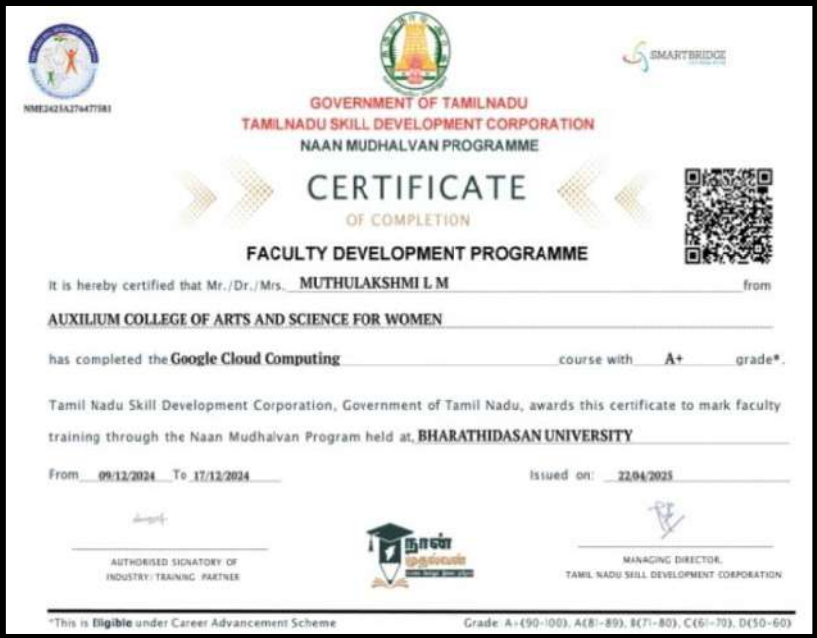 SMARTBRIDGE
NME2425A276477581
GOVERNMENT OF TAMILNADU
TAMILNADU SKILL DEVELOPMENT CORPORATION
NAAN MUDHALVAN PROGRAMME
CERTIFICATE
OF COMPLETION
FACULTY DEVELOPMENT PROGRAMME
It is hereby certified that Mr./Dr./Mrs. MUTHULAKSHMI L M from
AUXILIUM COLLEGE OF ARTS AND SCIENCE FOR WOMEN
has completed the Google Cloud Computing course with A+ grade*.
Tamil Nadu Skill Development Corporation, Government of Tamil Nadu, awards this certificate to mark faculty
training through the Naan Mudhalvan Program held at, BHARATHIDASAN UNIVERSITY
From 09/12/2024 To 17/12/2024 Issued on: 22/04/2025
நான்
முதல்வன்
AUTHORISED SIGNATORY OF
INDUSTRY/TRAINING PARTNER
MANAGING DIRECTOR,
TAMIL NADU SKILL DEVELOPMENT CORPORATION
*This is Eligible under Career Advancement Scheme Grade: A+(90-100), A(81-89), B(71-80), C(61-70), D(50-60)